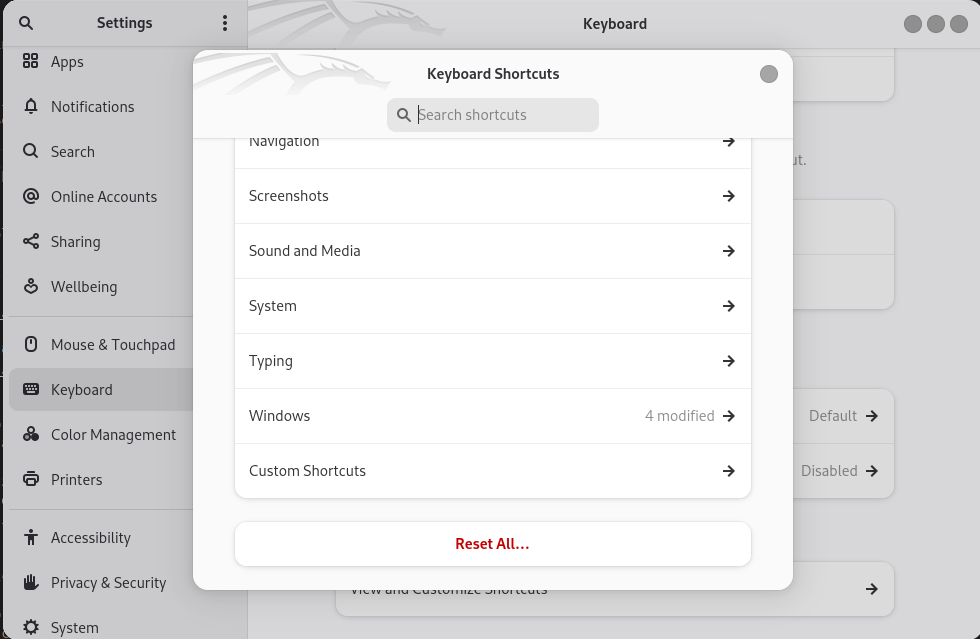 Settings
Keyboard
Apps
Notifications
Search
Online Accounts
Sharing
Wellbeing
Mouse & Touchpad
Keyboard
Color Management
Printers
Accessibility
Privacy & Security
System
Keyboard Shortcuts
Search shortcuts
Navigation
Screenshots
Sound and Media
System
Typing
Windows 4 modified
Custom Shortcuts
Reset All...
ut.
Default
Disabled
View and Customize Shortcuts